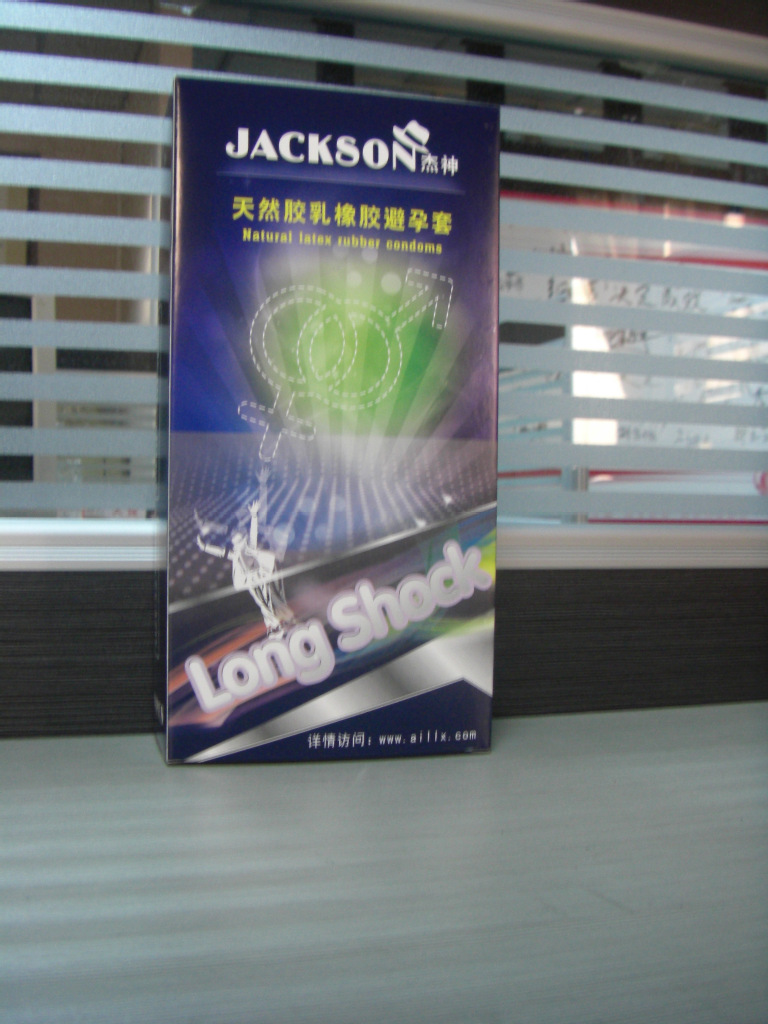 JACKSON杰神
天然胶乳橡胶避孕套
Natural latex rubber condoms
Long Shock
详情访问：www.aillx.com